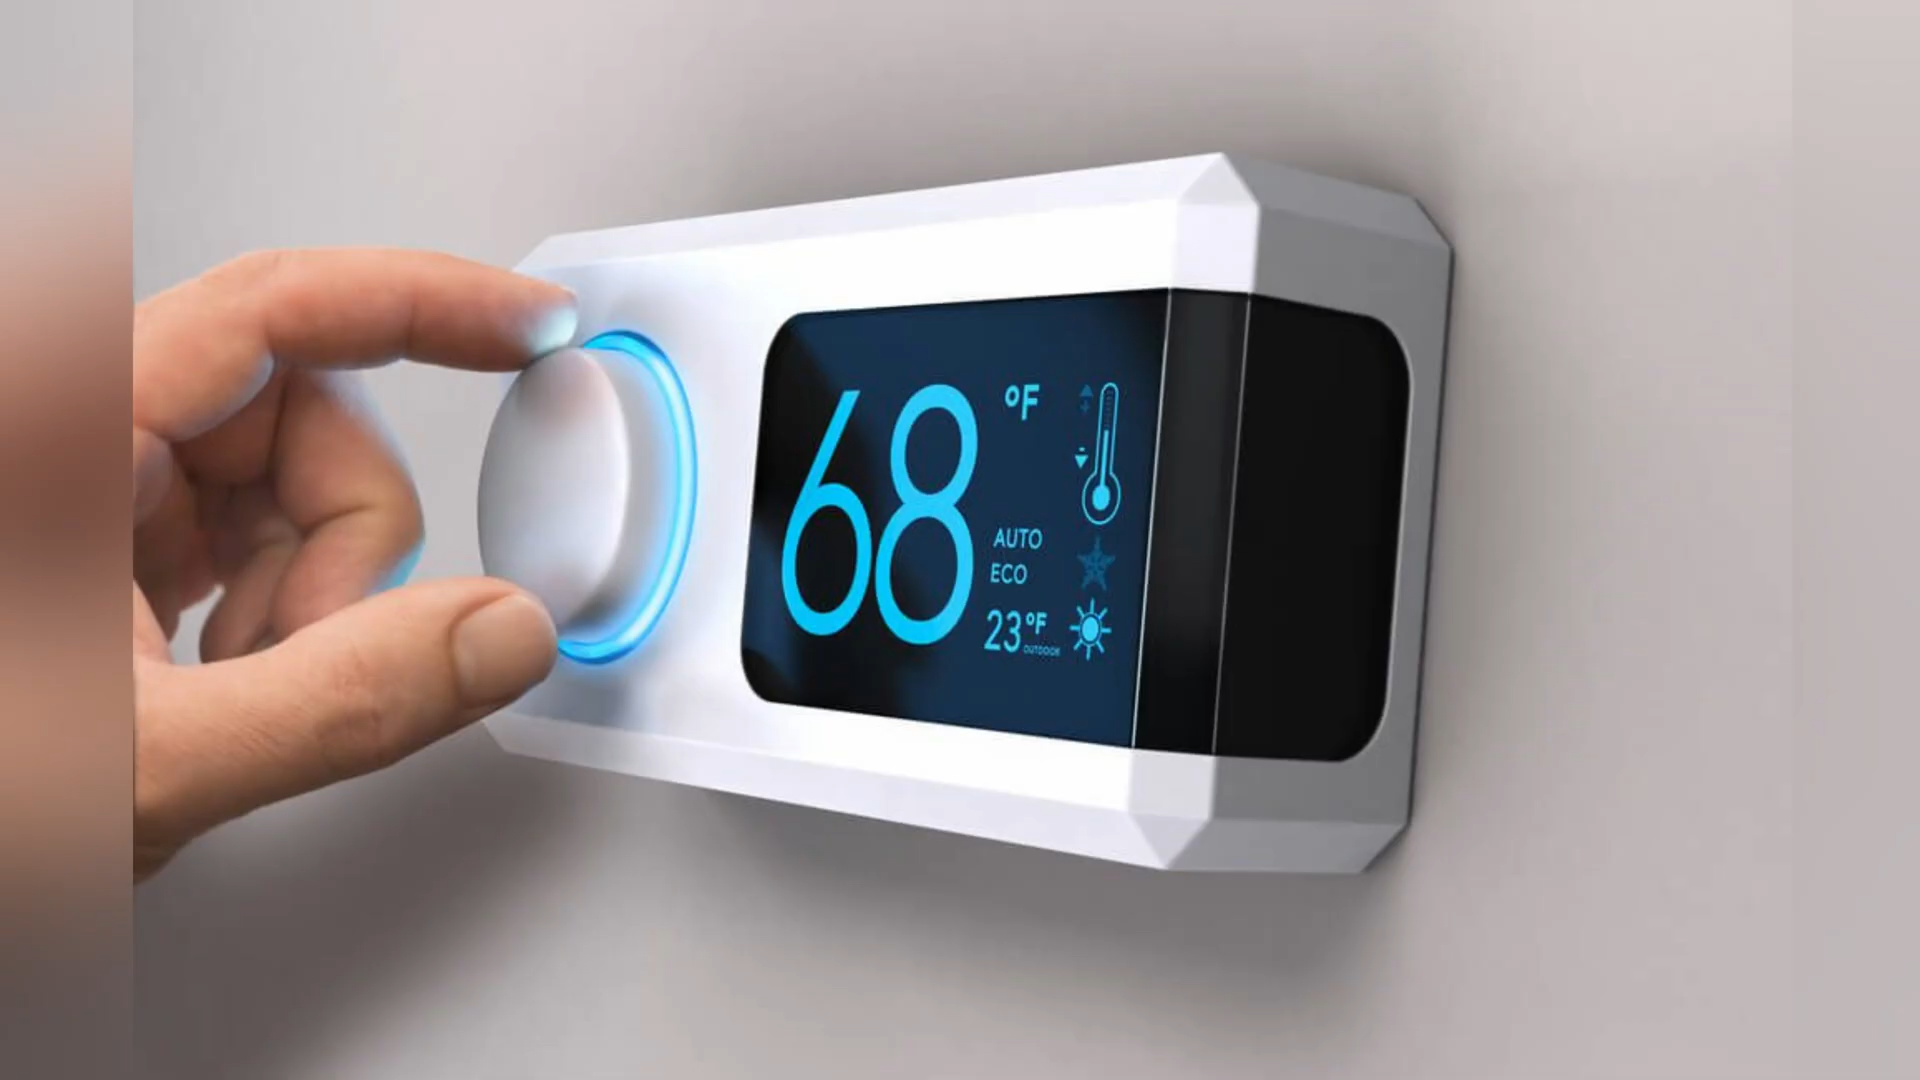 68 °F
AUTO
ECO
23 °F
OUTDOOR